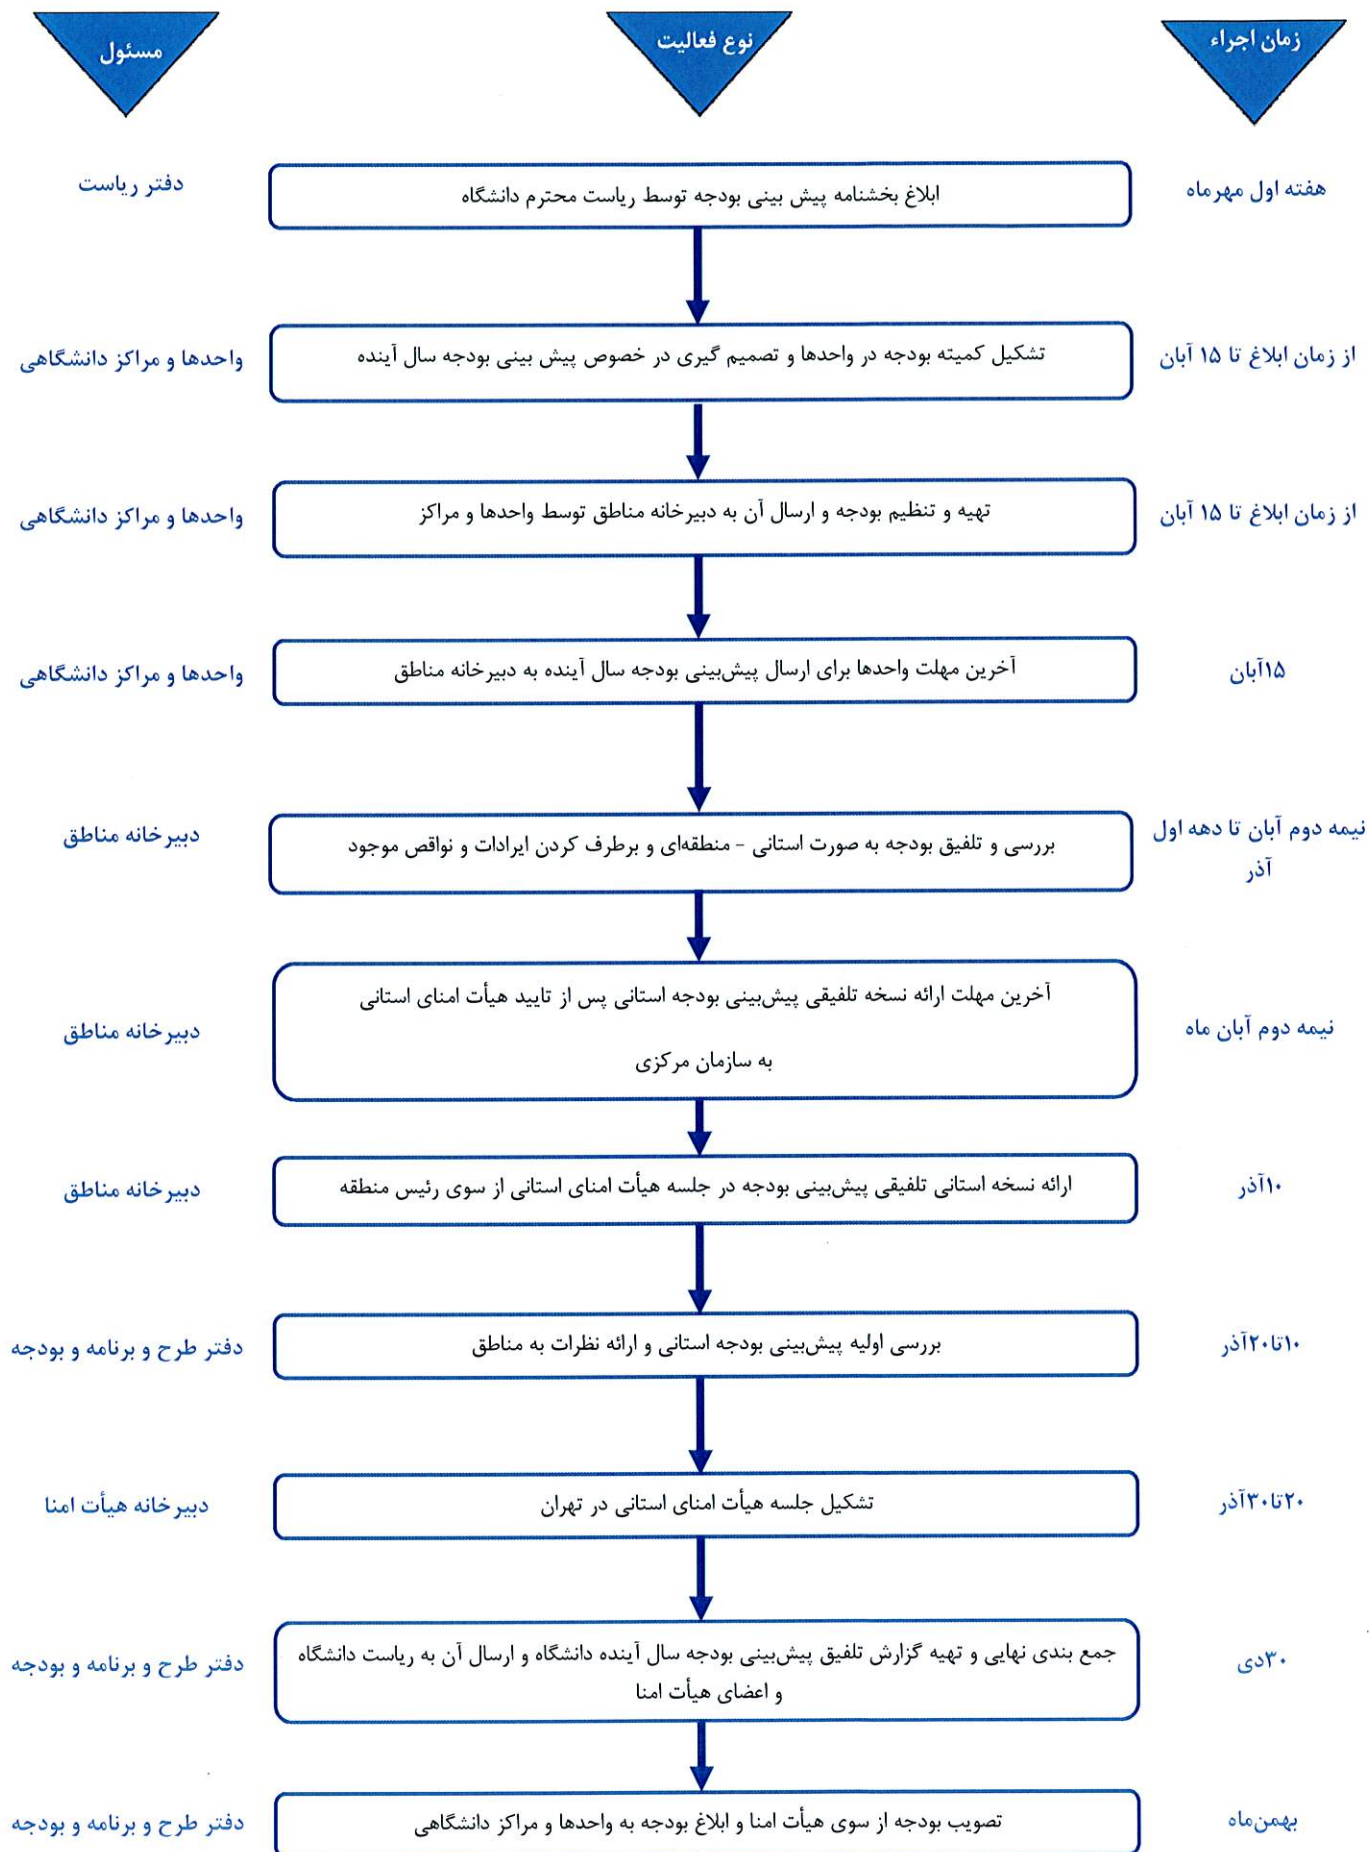 زمان اجراء
نوع فعالیت
مسئول
هفته اول مهرماه
ابلاغ بخشنامه پیش بینی بودجه توسط ریاست محترم دانشگاه
دفتر ریاست
از زمان ابلاغ تا ۱۵ آبان
تشکیل کمیته بودجه در واحدها و تصمیم گیری در خصوص پیش بینی بودجه سال آینده
واحدها و مراکز دانشگاهی
از زمان ابلاغ تا ۱۵ آبان
تهیه و تنظیم بودجه و ارسال آن به دبیرخانه مناطق توسط واحدها و مراکز
واحدها و مراکز دانشگاهی
۱۵آبان
آخرین مهلت واحدها برای ارسال پیش‌بینی بودجه سال آینده به دبیرخانه مناطق
واحدها و مراکز دانشگاهی
نیمه دوم آبان تا دهه اول
آذر
بررسی و تلفیق بودجه به صورت استانی - منطقه‌ای و برطرف کردن ایرادات و نواقص موجود
دبیرخانه مناطق
نیمه دوم آبان ماه
آخرین مهلت ارائه نسخه تلفیقی پیش‌بینی بودجه استانی پس از تایید هیأت امنای استانی
به سازمان مرکزی
دبیرخانه مناطق
۱۰آذر
ارائه نسخه استانی تلفیقی پیش‌بینی بودجه در جلسه هیأت امنای استانی از سوی رئیس منطقه
دبیرخانه مناطق
۱۰تا۲۰آذر
بررسی اولیه پیش‌بینی بودجه استانی و ارائه نظرات به مناطق
دفتر طرح و برنامه و بودجه
۲۰تا۳۰آذر
تشکیل جلسه هیأت امنای استانی در تهران
دبیرخانه هیأت امنا
۳۰دی
جمع بندی نهایی و تهیه گزارش تلفیق پیش‌بینی بودجه سال آینده دانشگاه و ارسال آن به ریاست دانشگاه
و اعضای هیأت امنا
دفتر طرح و برنامه و بودجه
بهمن‌ماه
تصویب بودجه از سوی هیأت امنا و ابلاغ بودجه به واحدها و مراکز دانشگاهی
دفتر طرح و برنامه و بودجه